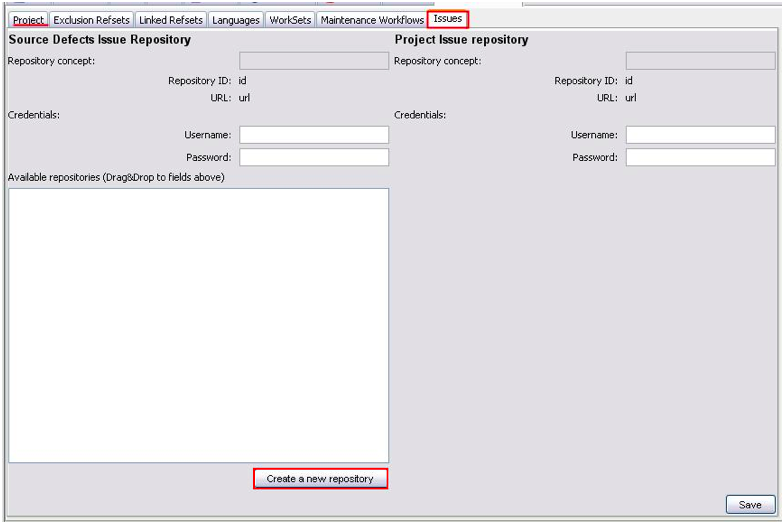 Project Exclusion Refsets Linked Refsets Languages WorkSets Maintenance Workflows Issues
Source Defects Issue Repository
Repository concept:
Repository ID: id
URL: url
Credentials:
Username:
Password:
Available repositories (Drag&Drop to fields above)
Create a new repository
Project Issue repository
Repository concept:
Repository ID: id
URL: url
Credentials:
Username:
Password:
Save